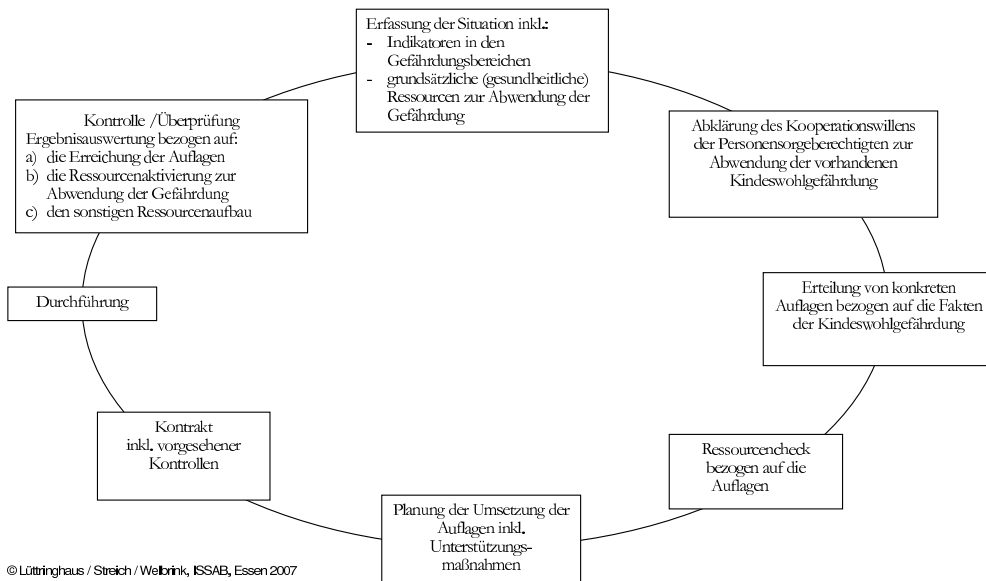 Erfassung der Situation inkl.:
- Indikatoren in den
Gefährdungsbereichen
- grundsätzliche (gesundheitliche)
Ressourcen zur Abwendung der
Gefährdung
Abklärung des Kooperationswillens
der Personensorgeberechtigten zur
Abwendung der vorhandenen
Kindeswohlgefährdung
Erteilung von konkreten
Auflagen bezogen auf die Fakten
der Kindeswohlgefährdung
Ressourcencheck
bezogen auf die
Auflagen
Planung der Umsetzung der
Auflagen inkl.
Unterstützungs-
maßnahmen
Kontrakt
inkl. vorgesehener
Kontrollen
Durchführung
Kontrolle /Überprüfung
Ergebnisauswertung bezogen auf:
a) die Erreichung der Auflagen
b) die Ressourcenaktivierung zur
Abwendung der Gefährdung
c) den sonstigen Ressourcenaufbau
© Lüttringhaus / Streich / Welbrink, ISSAB, Essen 2007